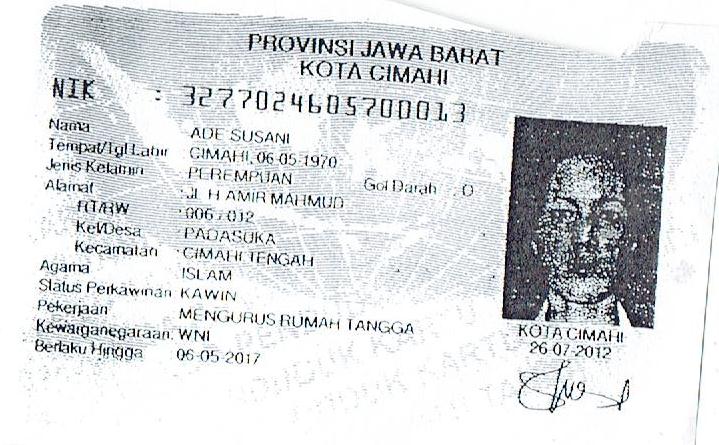 PROVINSI JAWA BARAT
KOTA CIMAHI
NIK : 3277024605700013
Nama ADE SUSANI
Tempat/Tgl Lahir CIMAHI, 06-05-1970
Jenis Kelamin PEREMPUAN Gol Darah : O
Alamat JL H AMIR MAHMUD
RT/RW : 006 / 012
Kel/Desa : PADASUKA
Kecamatan : CIMAHI TENGAH
Agama ISLAM
Status Perkawinan KAWIN
Pekerjaan MENGURUS RUMAH TANGGA
Kewarganegaraan: WNI
Berlaku Hingga 06-05-2017
KOTA CIMAHI
26-07-2012